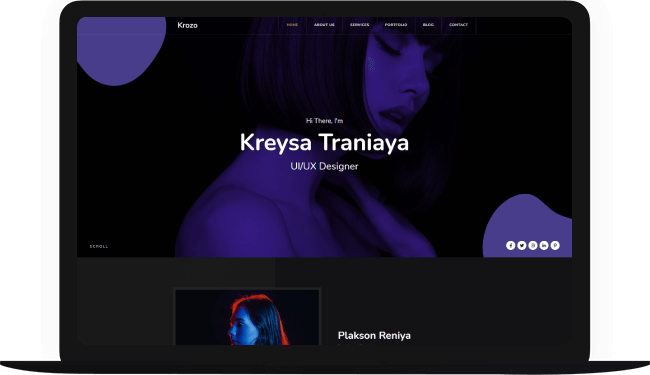 Krozo
HOME ABOUT US SERVICES PORTFOLIO BLOG CONTACT
Hi There, I'm
Kreysa Traniaya
UI/UX Designer
SCROLL
Plakson Reniya